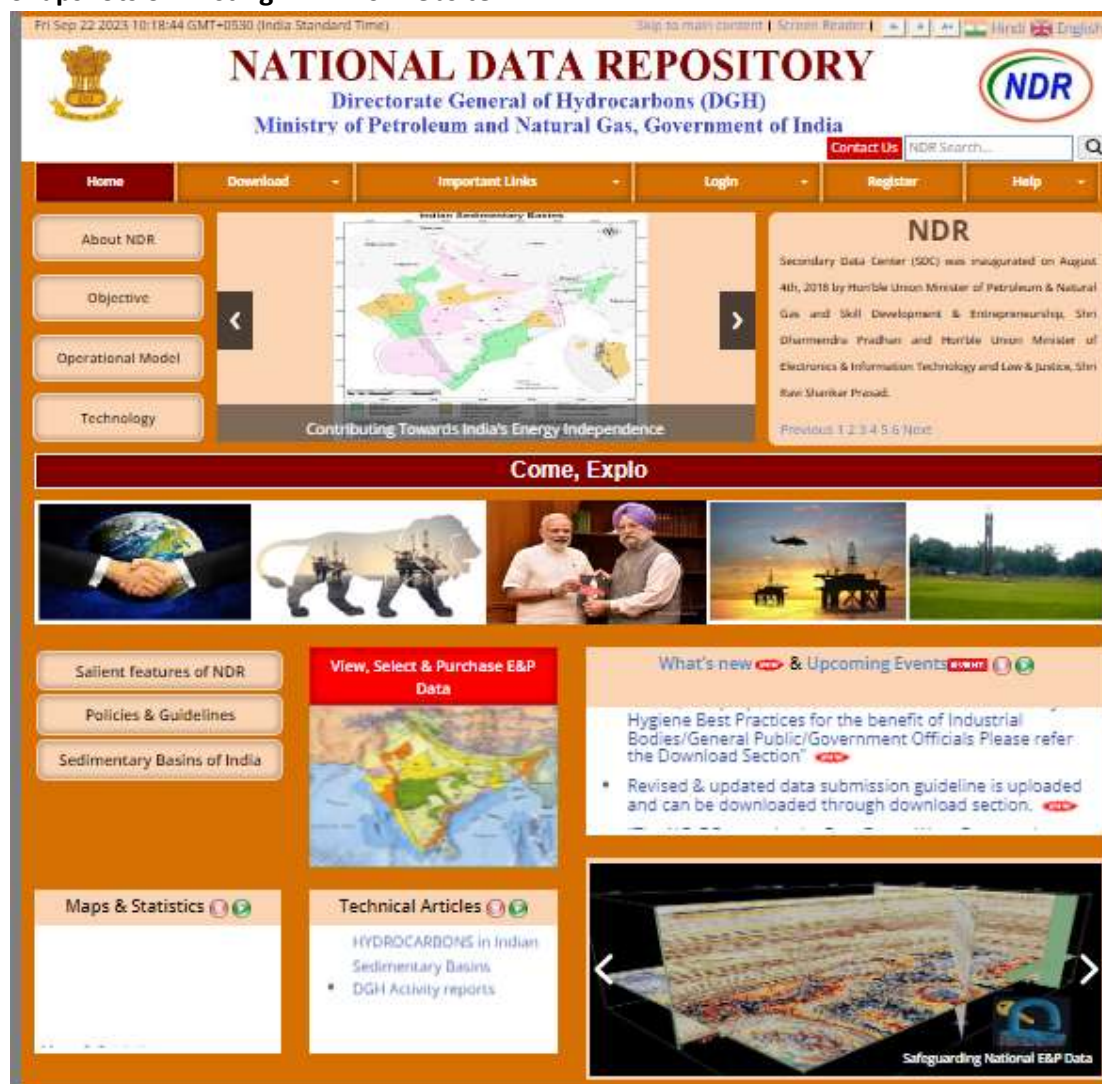 Fri Sep 22 2023 10:18:44 GMT+0530 (India Standard Time)
Skip to main content | Screen Reader | A- A A+ Hindi English
NATIONAL DATA REPOSITORY
Directorate General of Hydrocarbons (DGH)
Ministry of Petroleum and Natural Gas, Government of India
NDR
Contact Us NDR Search...
Home Download Important Links Login Register Help
About NDR
Objective
Operational Model
Technology
Indian Sedimentary Basins
Contributing Towards India's Energy Independence
NDR
Secondary Data Center (SDC) was inaugurated on August
4th, 2018 by Hon'ble Union Minister of Petroleum & Natural
Gas and Skill Development & Entrepreneurship, Shri
Dharmendra Pradhan and Hon'ble Union Minister of
Electronics & Information Technology and Law & Justice, Shri
Ravi Shankar Prasad.
Previous 1 2 3 4 5 6 Next
Come, Explo
Salient features of NDR
Policies & Guidelines
Sedimentary Basins of India
View, Select & Purchase E&P
Data
What's new NEW & Upcoming Events EVENT
Hygiene Best Practices for the benefit of Industrial
Bodies/General Public/Government Officials Please refer
the Download Section" NEW
• Revised & updated data submission guideline is uploaded
and can be downloaded through download section. NEW
Maps & Statistics
Technical Articles
HYDROCARBONS in Indian
Sedimentary Basins
• DGH Activity reports
Safeguarding National E&P Data